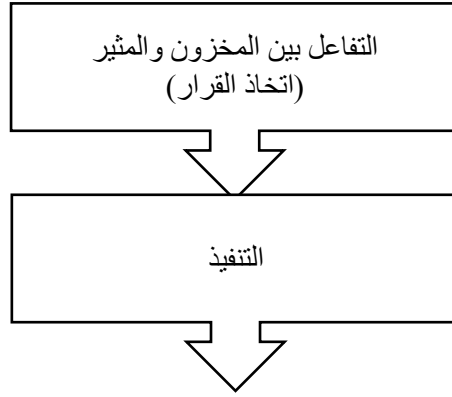 التفاعل بين المخزون والمثير
(اتخاذ القرار)
التنفيذ